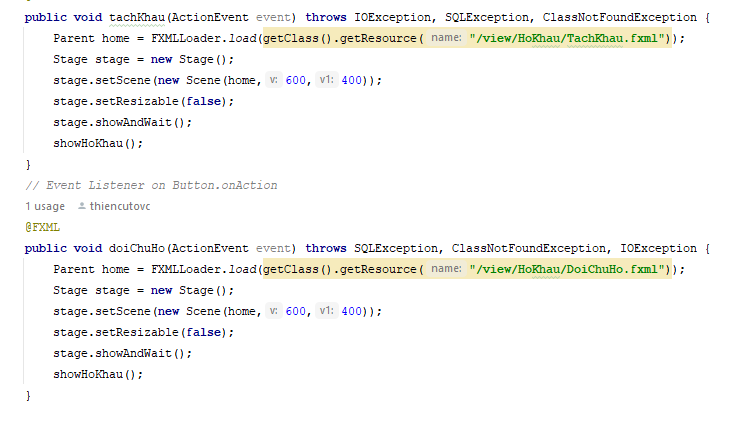 public void tachKhau(ActionEvent event) throws IOException, SQLException, ClassNotFoundException {
Parent home = FXMLLoader.load(getClass().getResource( name: "/view/HoKhau/TachKhau.fxml"));
Stage stage = new Stage();
stage.setScene(new Scene(home, v: 600, v1: 400));
stage.setResizable(false);
stage.showAndWait();
showHoKhau();
}
// Event Listener on Button.onAction
1 usage thiencutovc
@FXML
public void doiChuHo(ActionEvent event) throws SQLException, ClassNotFoundException, IOException {
Parent home = FXMLLoader.load(getClass().getResource( name: "/view/HoKhau/DoiChuHo.fxml"));
Stage stage = new Stage();
stage.setScene(new Scene(home, v: 600, v1: 400));
stage.setResizable(false);
stage.showAndWait();
showHoKhau();
}